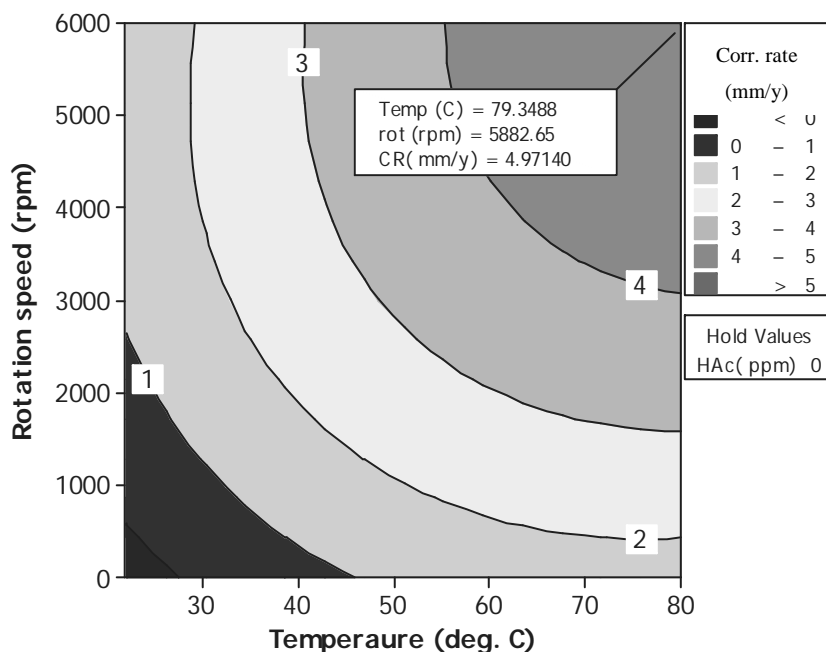 6000
5000
4000
3000
2000
1000
0
Rotation speed (rpm)
30 40 50 60 70 80
Temperaure (deg. C)
3
1
4
2
Temp (C) = 79.3488
rot (rpm) = 5882.65
CR( mm/y) = 4.97140
Corr. rate
(mm/y)
< 0
0 – 1
1 – 2
2 – 3
3 – 4
4 – 5
> 5
Hold Values
HAc( ppm) 0